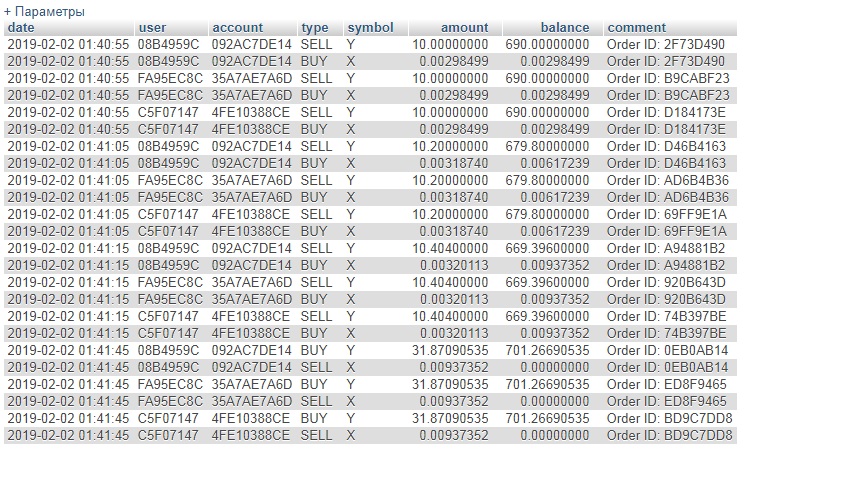 + Параметры
date user account type symbol amount balance comment
2019-02-02 01:40:55 08B4959C 092AC7DE14 SELL Y 10.00000000 690.00000000 Order ID: 2F73D490
2019-02-02 01:40:55 08B4959C 092AC7DE14 BUY X 0.00298499 0.00298499 Order ID: 2F73D490
2019-02-02 01:40:55 FA95EC8C 35A7AE7A6D SELL Y 10.00000000 690.00000000 Order ID: B9CABF23
2019-02-02 01:40:55 FA95EC8C 35A7AE7A6D BUY X 0.00298499 0.00298499 Order ID: B9CABF23
2019-02-02 01:40:55 C5F07147 4FE10388CE SELL Y 10.00000000 690.00000000 Order ID: D184173E
2019-02-02 01:40:55 C5F07147 4FE10388CE BUY X 0.00298499 0.00298499 Order ID: D184173E
2019-02-02 01:41:05 08B4959C 092AC7DE14 SELL Y 10.20000000 679.80000000 Order ID: D46B4163
2019-02-02 01:41:05 08B4959C 092AC7DE14 BUY X 0.00318740 0.00617239 Order ID: D46B4163
2019-02-02 01:41:05 FA95EC8C 35A7AE7A6D SELL Y 10.20000000 679.80000000 Order ID: AD6B4B36
2019-02-02 01:41:05 FA95EC8C 35A7AE7A6D BUY X 0.00318740 0.00617239 Order ID: AD6B4B36
2019-02-02 01:41:05 C5F07147 4FE10388CE SELL Y 10.20000000 679.80000000 Order ID: 69FF9E1A
2019-02-02 01:41:05 C5F07147 4FE10388CE BUY X 0.00318740 0.00617239 Order ID: 69FF9E1A
2019-02-02 01:41:15 08B4959C 092AC7DE14 SELL Y 10.40400000 669.39600000 Order ID: A94881B2
2019-02-02 01:41:15 08B4959C 092AC7DE14 BUY X 0.00320113 0.00937352 Order ID: A94881B2
2019-02-02 01:41:15 FA95EC8C 35A7AE7A6D SELL Y 10.40400000 669.39600000 Order ID: 920B643D
2019-02-02 01:41:15 FA95EC8C 35A7AE7A6D BUY X 0.00320113 0.00937352 Order ID: 920B643D
2019-02-02 01:41:15 C5F07147 4FE10388CE SELL Y 10.40400000 669.39600000 Order ID: 74B397BE
2019-02-02 01:41:15 C5F07147 4FE10388CE BUY X 0.00320113 0.00937352 Order ID: 74B397BE
2019-02-02 01:41:45 08B4959C 092AC7DE14 BUY Y 31.87090535 701.26690535 Order ID: 0EB0AB14
2019-02-02 01:41:45 08B4959C 092AC7DE14 SELL X 0.00937352 0.00000000 Order ID: 0EB0AB14
2019-02-02 01:41:45 FA95EC8C 35A7AE7A6D BUY Y 31.87090535 701.26690535 Order ID: ED8F9465
2019-02-02 01:41:45 FA95EC8C 35A7AE7A6D SELL X 0.00937352 0.00000000 Order ID: ED8F9465
2019-02-02 01:41:45 C5F07147 4FE10388CE BUY Y 31.87090535 701.26690535 Order ID: BD9C7DD8
2019-02-02 01:41:45 C5F07147 4FE10388CE SELL X 0.00937352 0.00000000 Order ID: BD9C7DD8